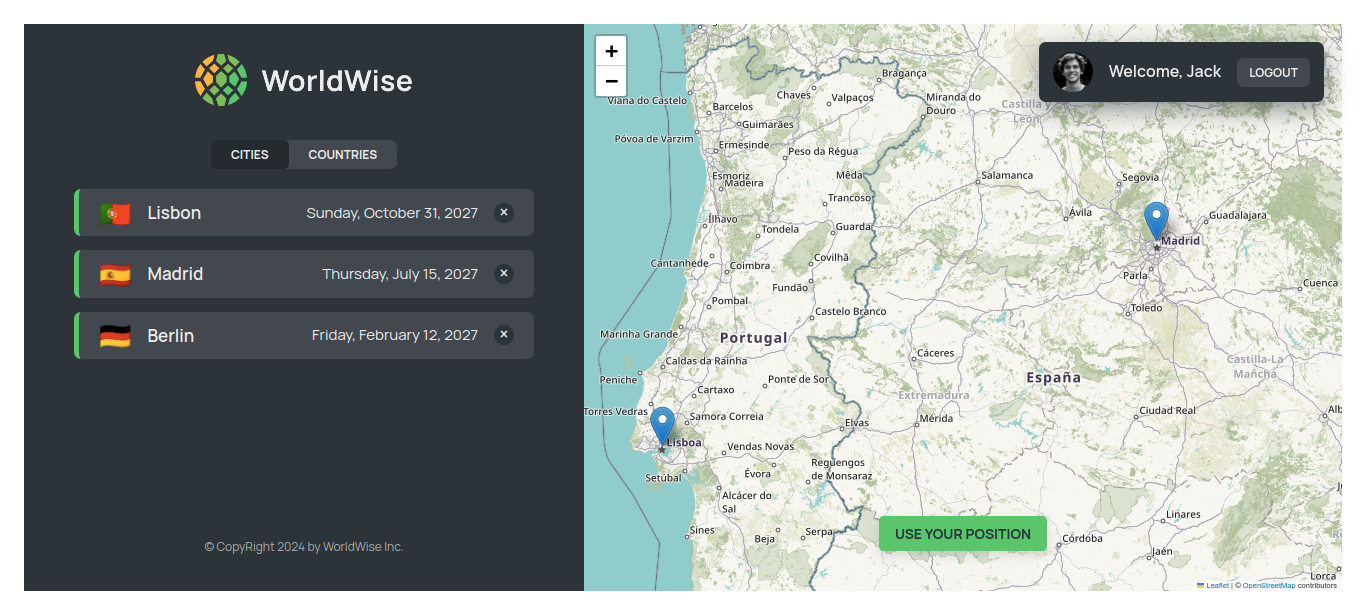 WorldWise
CITIES
COUNTRIES
Lisbon
Sunday, October 31, 2027
×
Madrid
Thursday, July 15, 2027
×
Berlin
Friday, February 12, 2027
×
© CopyRight 2024 by WorldWise Inc.
+
−
Welcome, Jack
LOGOUT
Bragança
Chaves
Valpaços
Miranda do
Douro
Castilla y
León
Viana do Castelo
Barcelos
Guimarães
Póvoa de Varzim
Ermesinde
Peso da Régua
Esmoriz
Madeira
Mêda
Salamanca
Segovia
Trancoso
Ílhavo
Tondela
Guarda
Ávila
Guadalajara
Madrid
Cantanhede
Coimbra
Covilhã
Fundão
Parla
Cuenca
Pombal
Castelo Branco
Toledo
Marinha Grande
Portugal
Caldas da Rainha
Cáceres
Castilla-La
Mancha
Peniche
Ponte de Sor
España
Cartaxo
Extremadura
Torres Vedras
Samora Correia
Elvas
Mérida
Ciudad Real
Alb
Lisboa
Vendas Novas
Setúbal
Évora
Reguengos
de Monsaraz
Alcácer do
Sal
Sines
Beja
Serpa
Linares
Córdoba
Jaén
Lorca
USE YOUR POSITION
Leaflet | © OpenStreetMap contributors